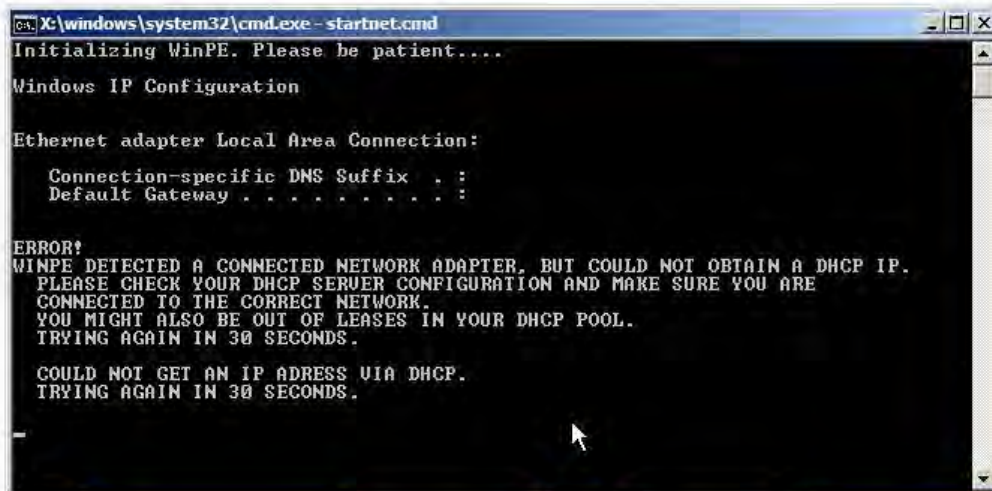 X:\windows\system32\cmd.exe - startnet.cmd
Initializing WinPE. Please be patient....
Windows IP Configuration
Ethernet adapter Local Area Connection:
Connection-specific DNS Suffix  . :
Default Gateway . . . . . . . . . :
ERROR!
WINPE DETECTED A CONNECTED NETWORK ADAPTER, BUT COULD NOT OBTAIN A DHCP IP.
PLEASE CHECK YOUR DHCP SERVER CONFIGURATION AND MAKE SURE YOU ARE
CONNECTED TO THE CORRECT NETWORK.
YOU MIGHT ALSO BE OUT OF LEASES IN YOUR DHCP POOL.
TRYING AGAIN IN 30 SECONDS.
COULD NOT GET AN IP ADRESS VIA DHCP.
TRYING AGAIN IN 30 SECONDS.